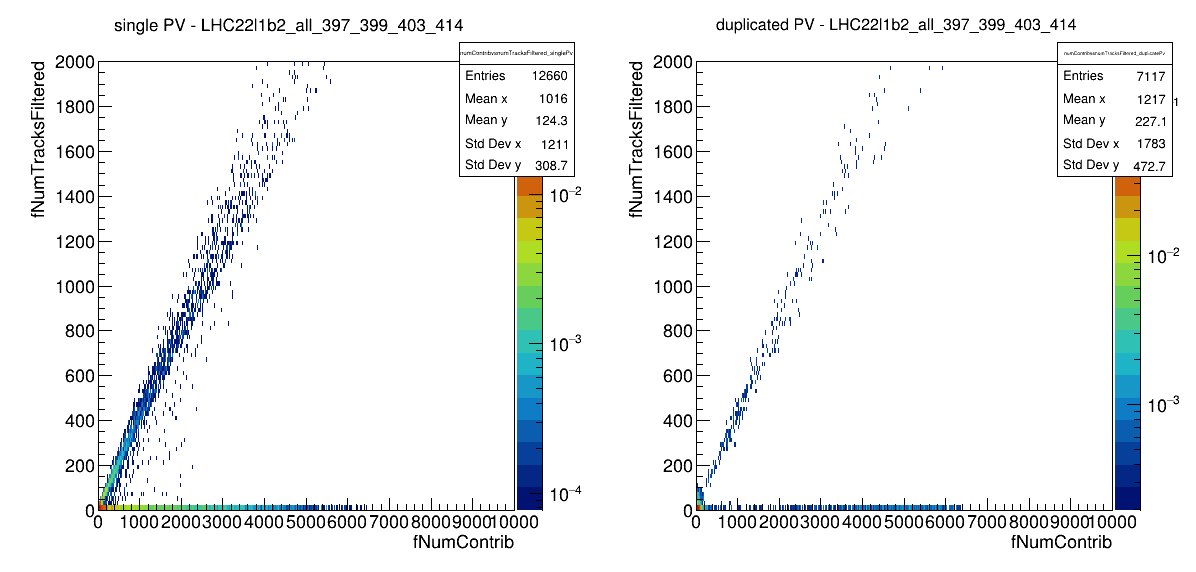 single PV - LHC22l1b2_all_397_399_403_414
numContribvsnumTracksFiltered_singlePv
Entries 12660
Mean x 1016
Mean y 124.3
Std Dev x 1211
Std Dev y 308.7
fNumTracksFiltered
2000
1800
1600
1400
1200
1000
800
600
400
200
0
0 1000 2000 3000 4000 5000 6000 7000 8000 9000 10000
fNumContrib
10−2
10−3
10−4
duplicated PV - LHC22l1b2_all_397_399_403_414
numContribvsnumTracksFiltered_duplicatePv
Entries 7117
Mean x 1217
Mean y 227.1
Std Dev x 1783
Std Dev y 472.7
1
fNumTracksFiltered
2000
1800
1600
1400
1200
1000
800
600
400
200
0
0 1000 2000 3000 4000 5000 6000 7000 8000 9000 10000
fNumContrib
10−2
10−3